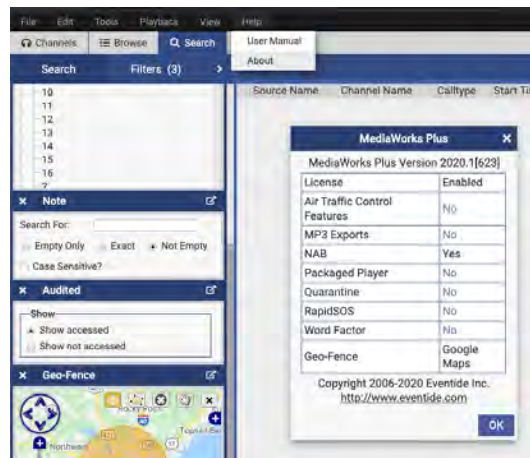 File Edit Tools Playback View Help
Channels Browse Search
User Manual
About
Search Filters (3)
Source Name Channel Name Calltype Start Ti
10
11
12
13
14
15
16
Note
Search For:
Empty Only Exact Not Empty
Case Sensitive?
Audited
Show
Show accessed
Show not accessed
Geo-Fence
Northwest
MediaWorks Plus
MediaWorks Plus Version 2020.1[623]
License Enabled
Air Traffic Control Features No
MP3 Exports No
NAB Yes
Packaged Player No
Quarantine No
RapidSOS No
Word Factor No
Geo-Fence Google Maps
Copyright 2006-2020 Eventide Inc.
http://www.eventide.com
OK